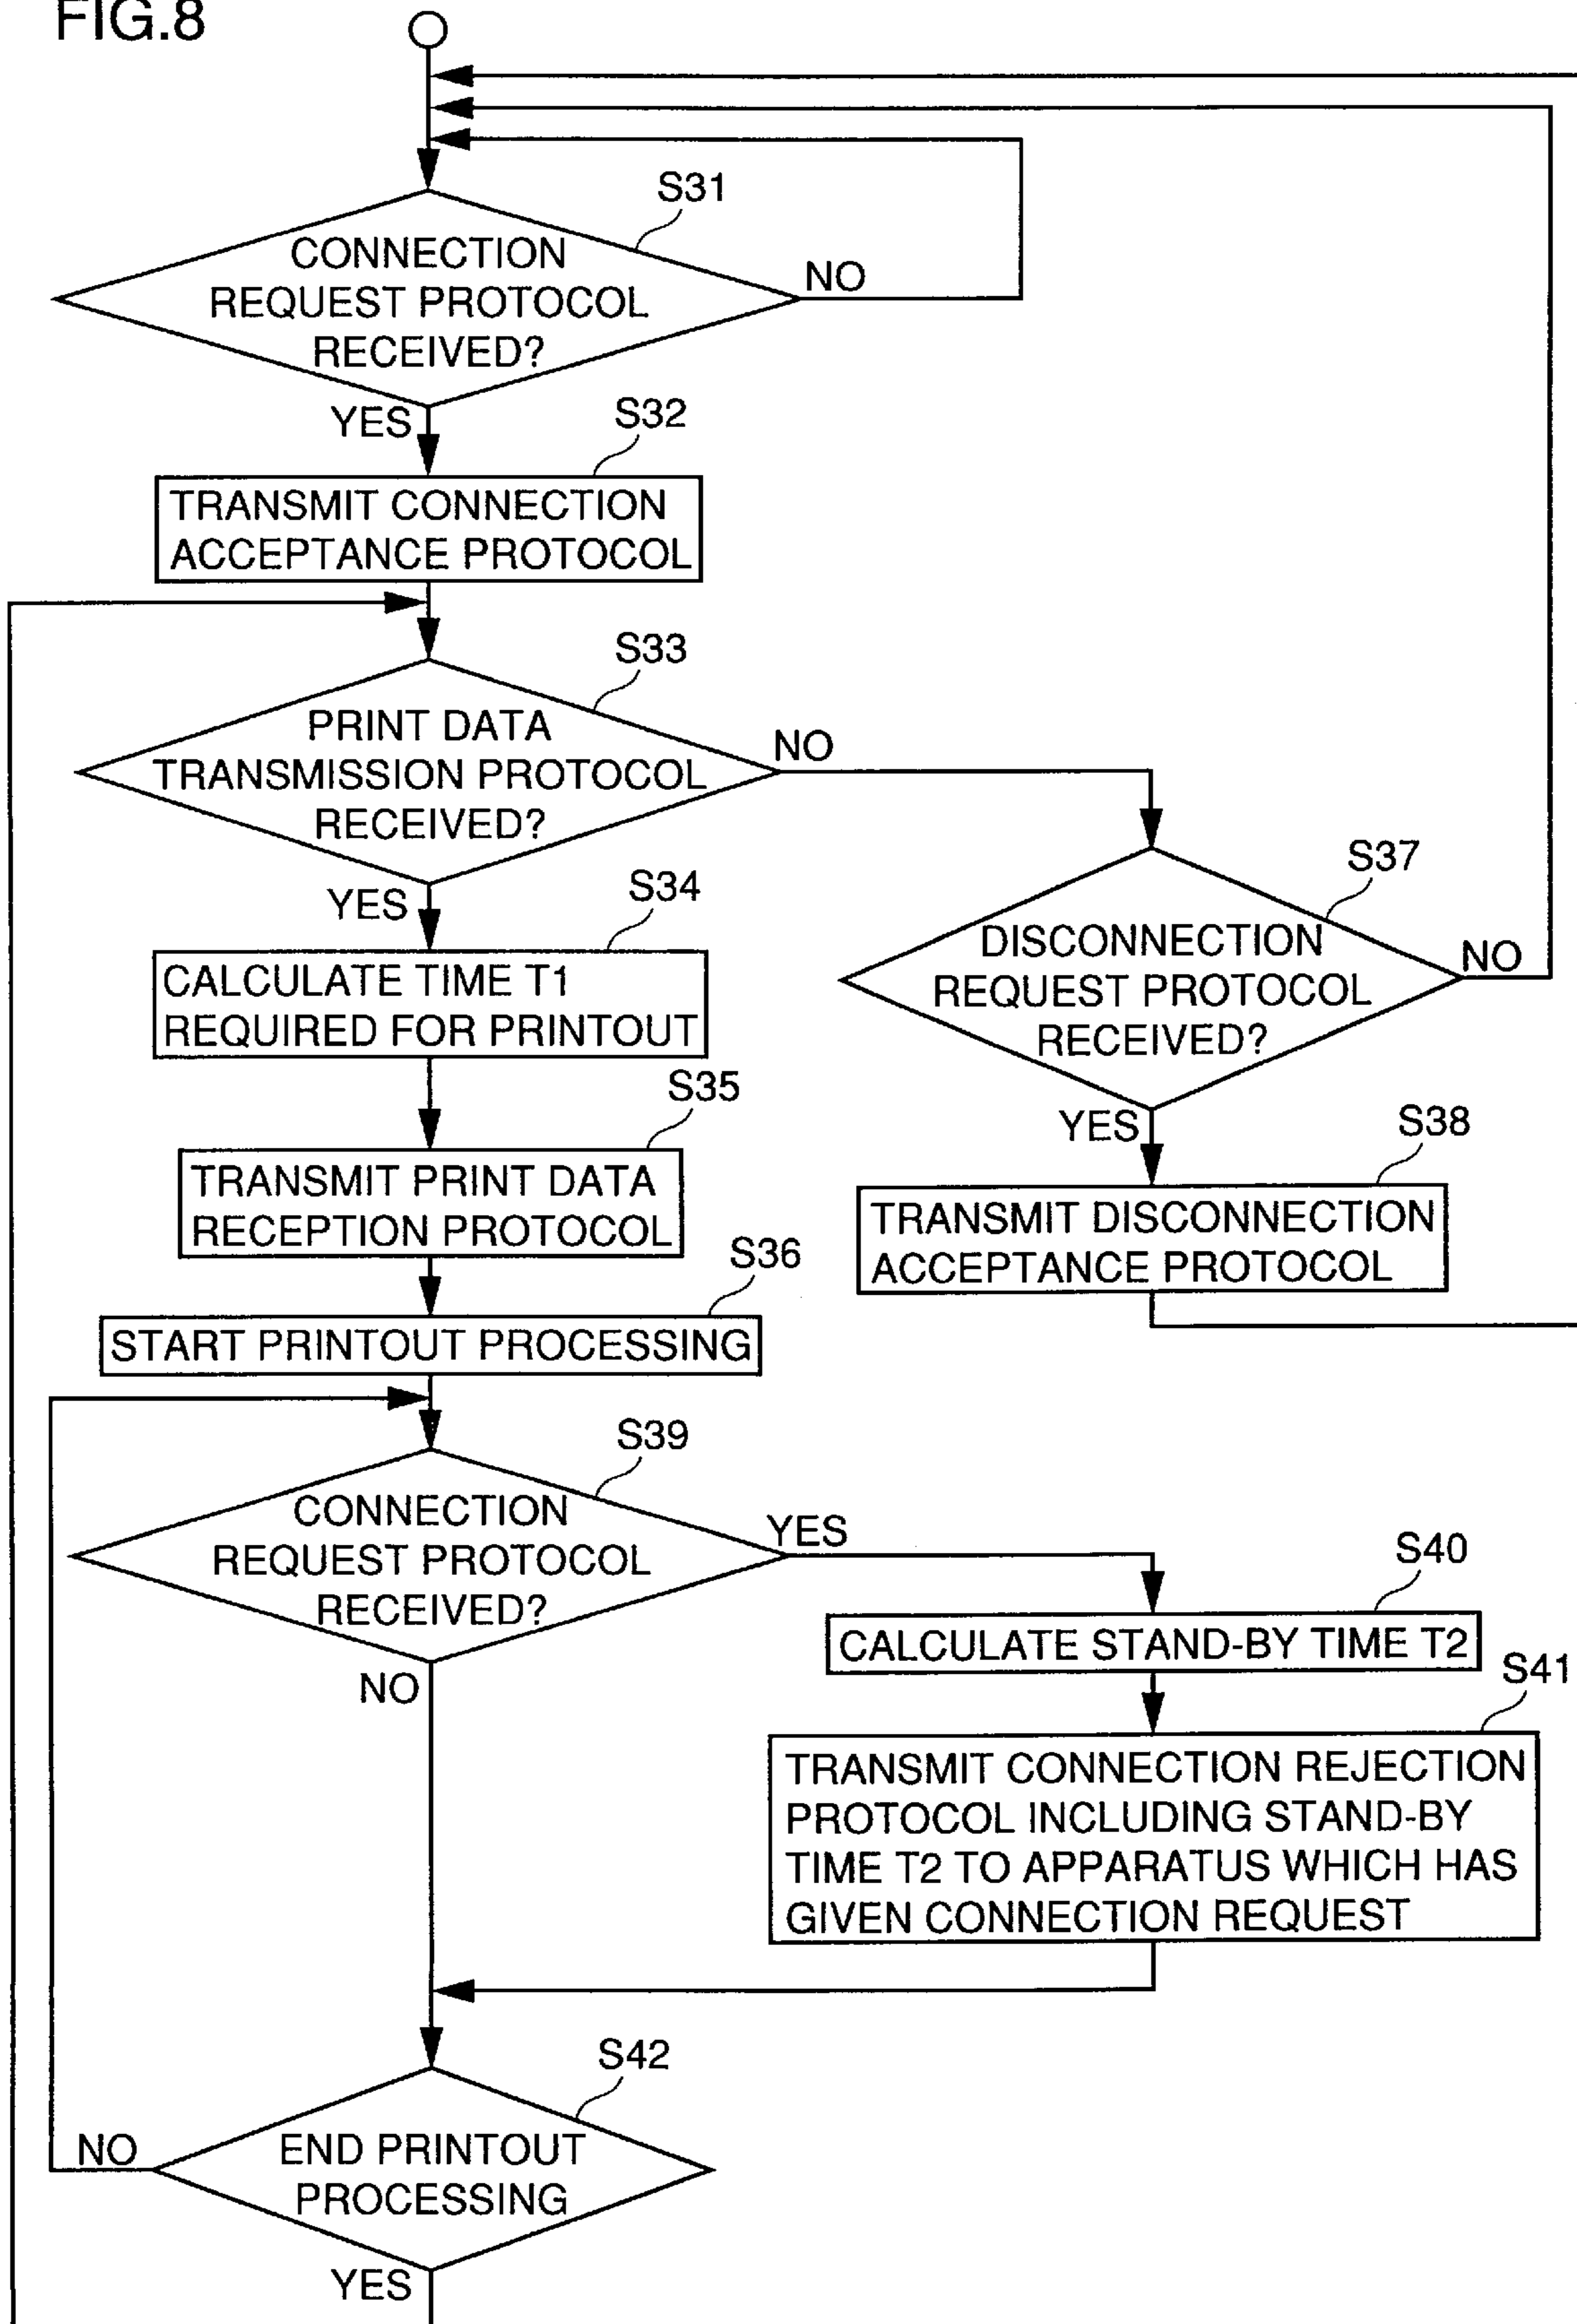 FIG.8
S31
CONNECTION
REQUEST PROTOCOL
RECEIVED?
NO
YES
S32
TRANSMIT CONNECTION
ACCEPTANCE PROTOCOL
S33
PRINT DATA
TRANSMISSION PROTOCOL
RECEIVED?
NO
YES
S34
CALCULATE TIME T1
REQUIRED FOR PRINTOUT
S37
DISCONNECTION
REQUEST PROTOCOL
RECEIVED?
NO
YES
S35
TRANSMIT PRINT DATA
RECEPTION PROTOCOL
S38
TRANSMIT DISCONNECTION
ACCEPTANCE PROTOCOL
S36
START PRINTOUT PROCESSING
S39
CONNECTION
REQUEST PROTOCOL
RECEIVED?
YES
NO
S40
CALCULATE STAND-BY TIME T2
S41
TRANSMIT CONNECTION REJECTION
PROTOCOL INCLUDING STAND-BY
TIME T2 TO APPARATUS WHICH HAS
GIVEN CONNECTION REQUEST
S42
END PRINTOUT
PROCESSING
NO
YES